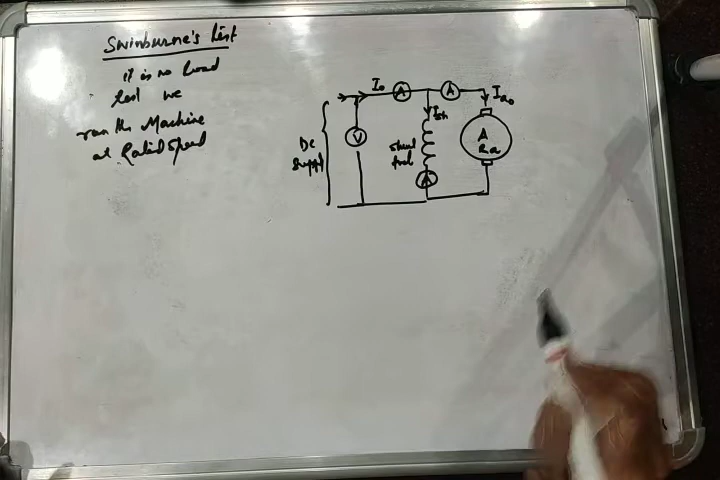 Swinburne's Test
it is no load
test we
run the Machine
at Rated Speed
I₀
A
A
Ia₀
Ish
V
DC
Supply
Shunt
A
A
Ra